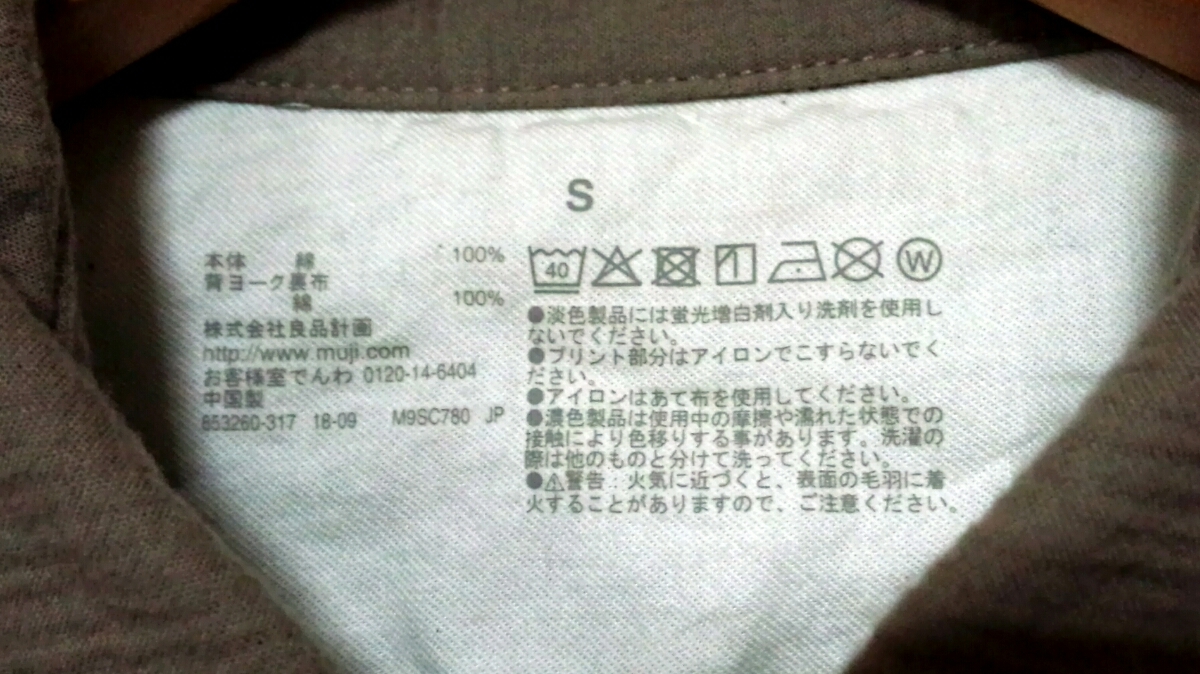 S
本体 綿 100%
背ヨーク裏布
綿 100%
株式会社良品計画
http://www.muji.com
お客様室でんわ 0120-14-6404
中国製
853260-317 18-09 M9SC780 JP
40
W
●淡色製品には蛍光増白剤入り洗剤を使用し
ないでください。
●プリント部分はアイロンでこすらないでく
ださい。
●アイロンはあて布を使用してください。
●濃色製品は使用中の摩擦や濡れた状態での
接触により色移りする事があります。洗濯の
際は他のものと分けて洗ってください。
●⚠警告：火気に近づくと、表面の毛羽に着
火することがありますので、ご注意ください。